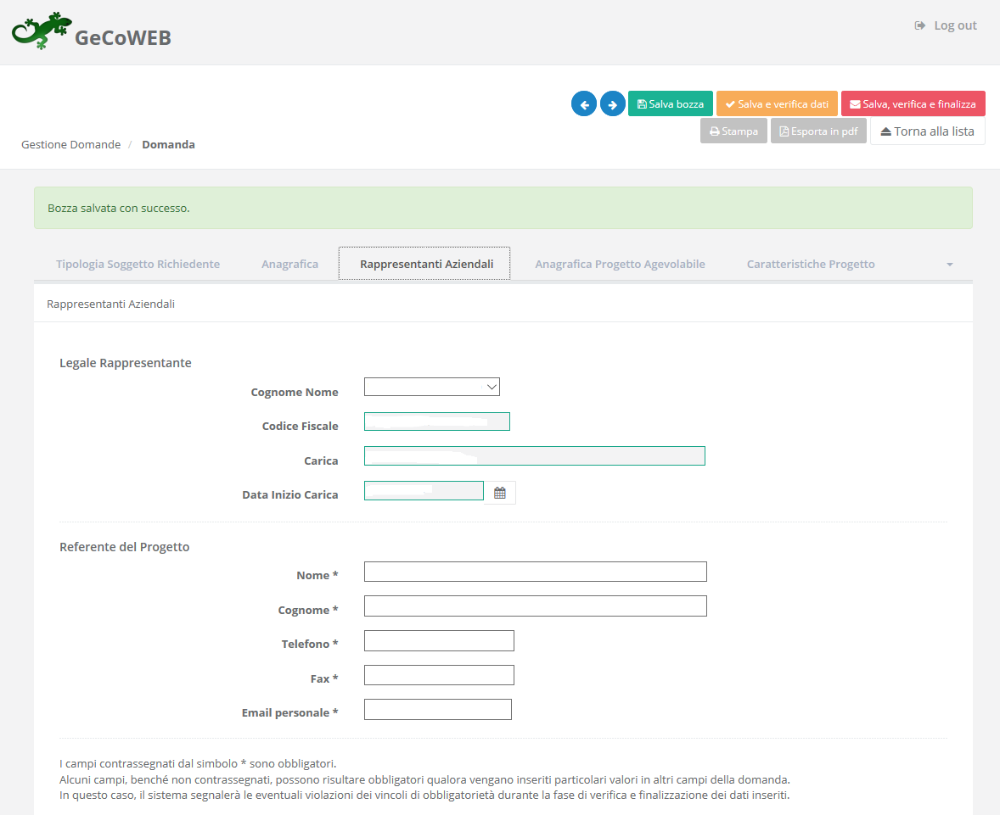 GeCoWEB
Log out
Salva bozza
Salva e verifica dati
Salva, verifica e finalizza
Stampa
Esporta in pdf
Torna alla lista
Gestione Domande / Domanda
Bozza salvata con successo.
Tipologia Soggetto Richiedente
Anagrafica
Rappresentanti Aziendali
Anagrafica Progetto Agevolabile
Caratteristiche Progetto
Rappresentanti Aziendali
Legale Rappresentante
Cognome Nome
Codice Fiscale
Carica
Data Inizio Carica
Referente del Progetto
Nome *
Cognome *
Telefono *
Fax *
Email personale *
I campi contrassegnati dal simbolo * sono obbligatori.
Alcuni campi, benché non contrassegnati, possono risultare obbligatori qualora vengano inseriti particolari valori in altri campi della domanda.
In questo caso, il sistema segnalerà le eventuali violazioni dei vincoli di obbligatorietà durante la fase di verifica e finalizzazione dei dati inseriti.